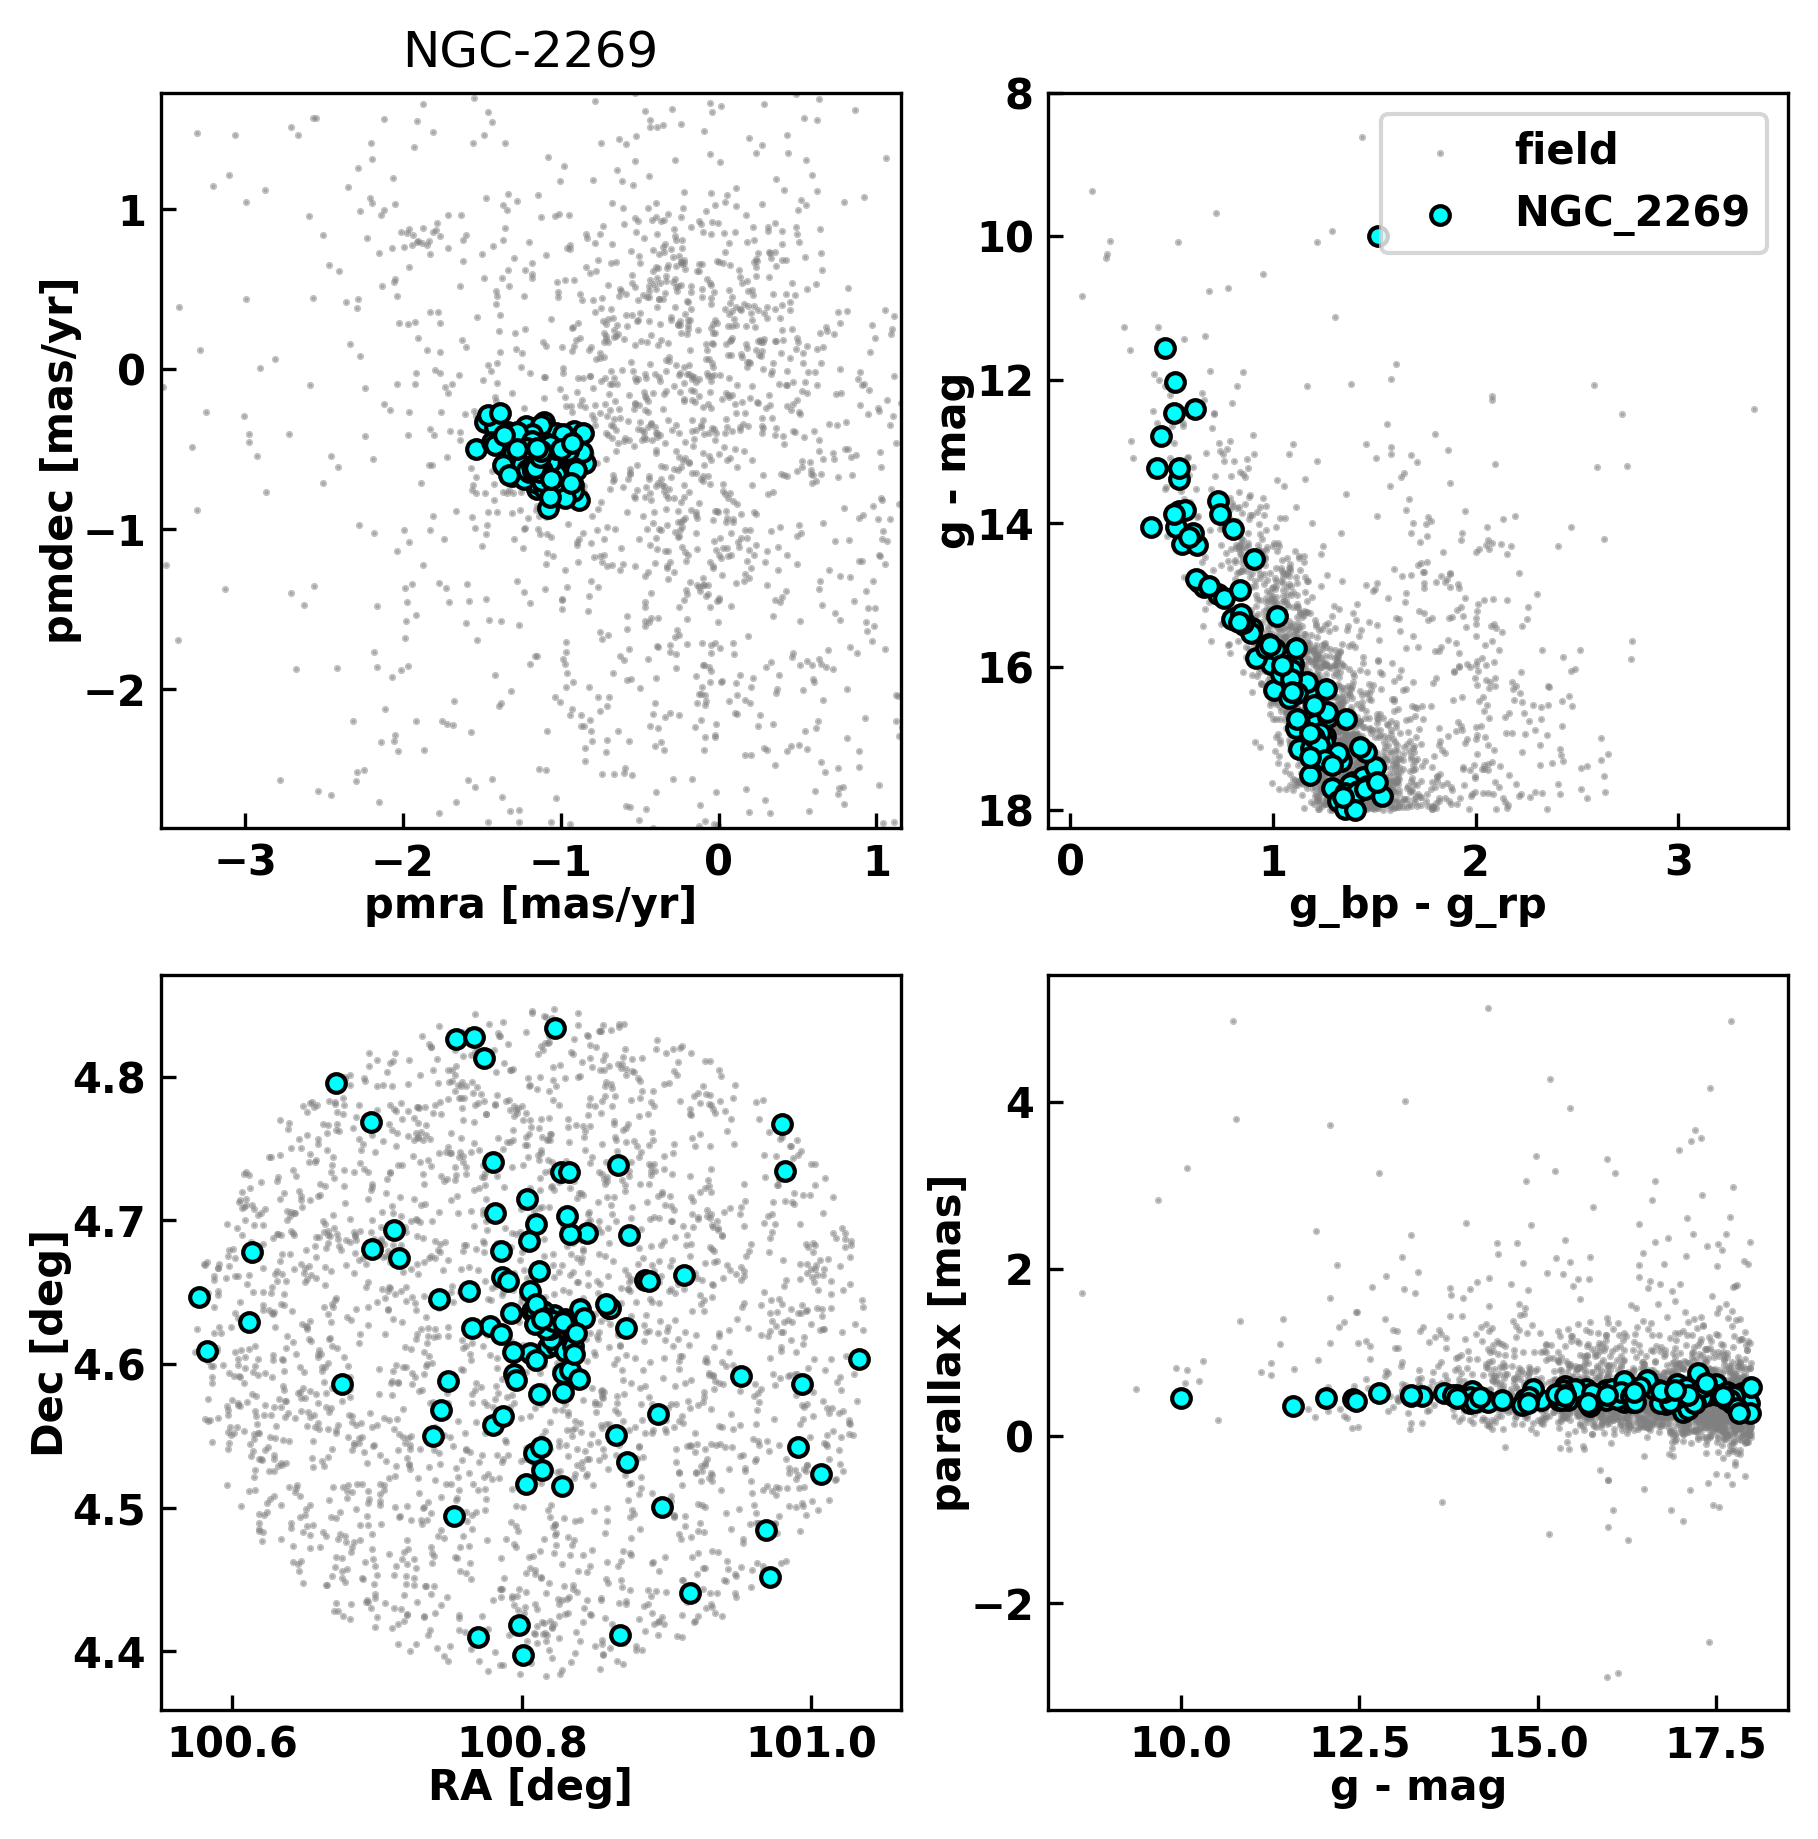 NGC-2269
1
0
−1
−2
pmdec [mas/yr]
−3 −2 −1 0 1
pmra [mas/yr]
8
10
12
14
16
18
g - mag
field
NGC_2269
0 1 2 3
g_bp - g_rp
4.8
4.7
4.6
4.5
4.4
Dec [deg]
100.6 100.8 101.0
RA [deg]
4
2
0
−2
parallax [mas]
10.0 12.5 15.0 17.5
g - mag